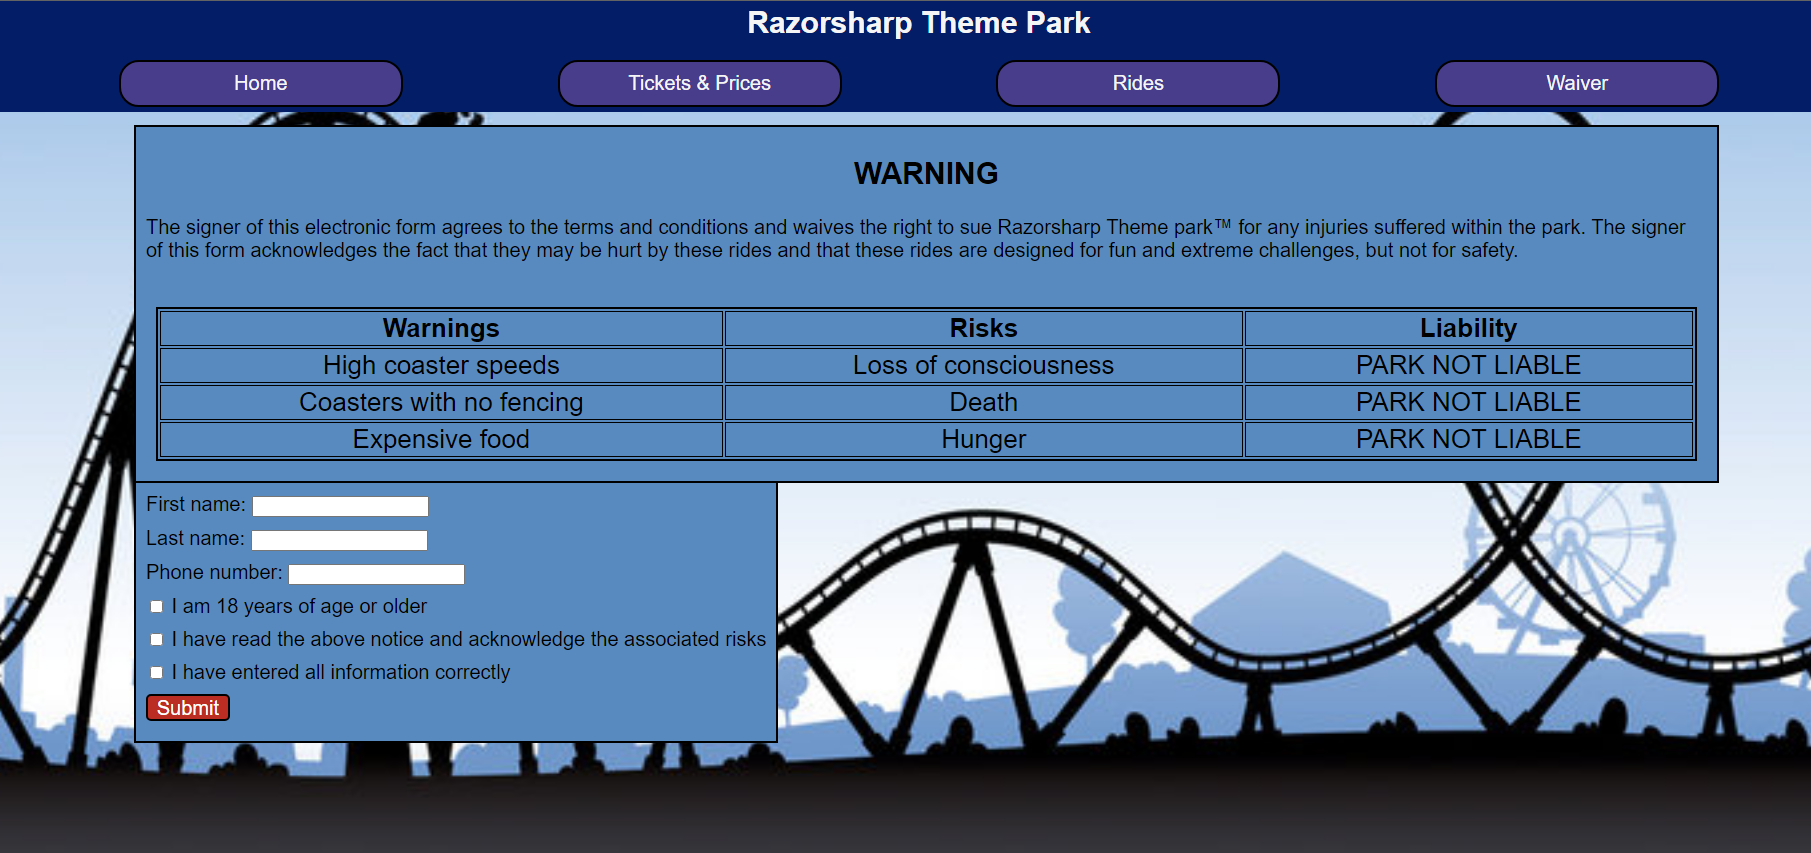 Razorsharp Theme Park
Home Tickets & Prices Rides Waiver
WARNING
The signer of this electronic form agrees to the terms and conditions and waives the right to sue Razorsharp Theme park™ for any injuries suffered within the park. The signer
of this form acknowledges the fact that they may be hurt by these rides and that these rides are designed for fun and extreme challenges, but not for safety.
Warnings Risks Liability
High coaster speeds Loss of consciousness PARK NOT LIABLE
Coasters with no fencing Death PARK NOT LIABLE
Expensive food Hunger PARK NOT LIABLE
First name:
Last name:
Phone number:
I am 18 years of age or older
I have read the above notice and acknowledge the associated risks
I have entered all information correctly
Submit